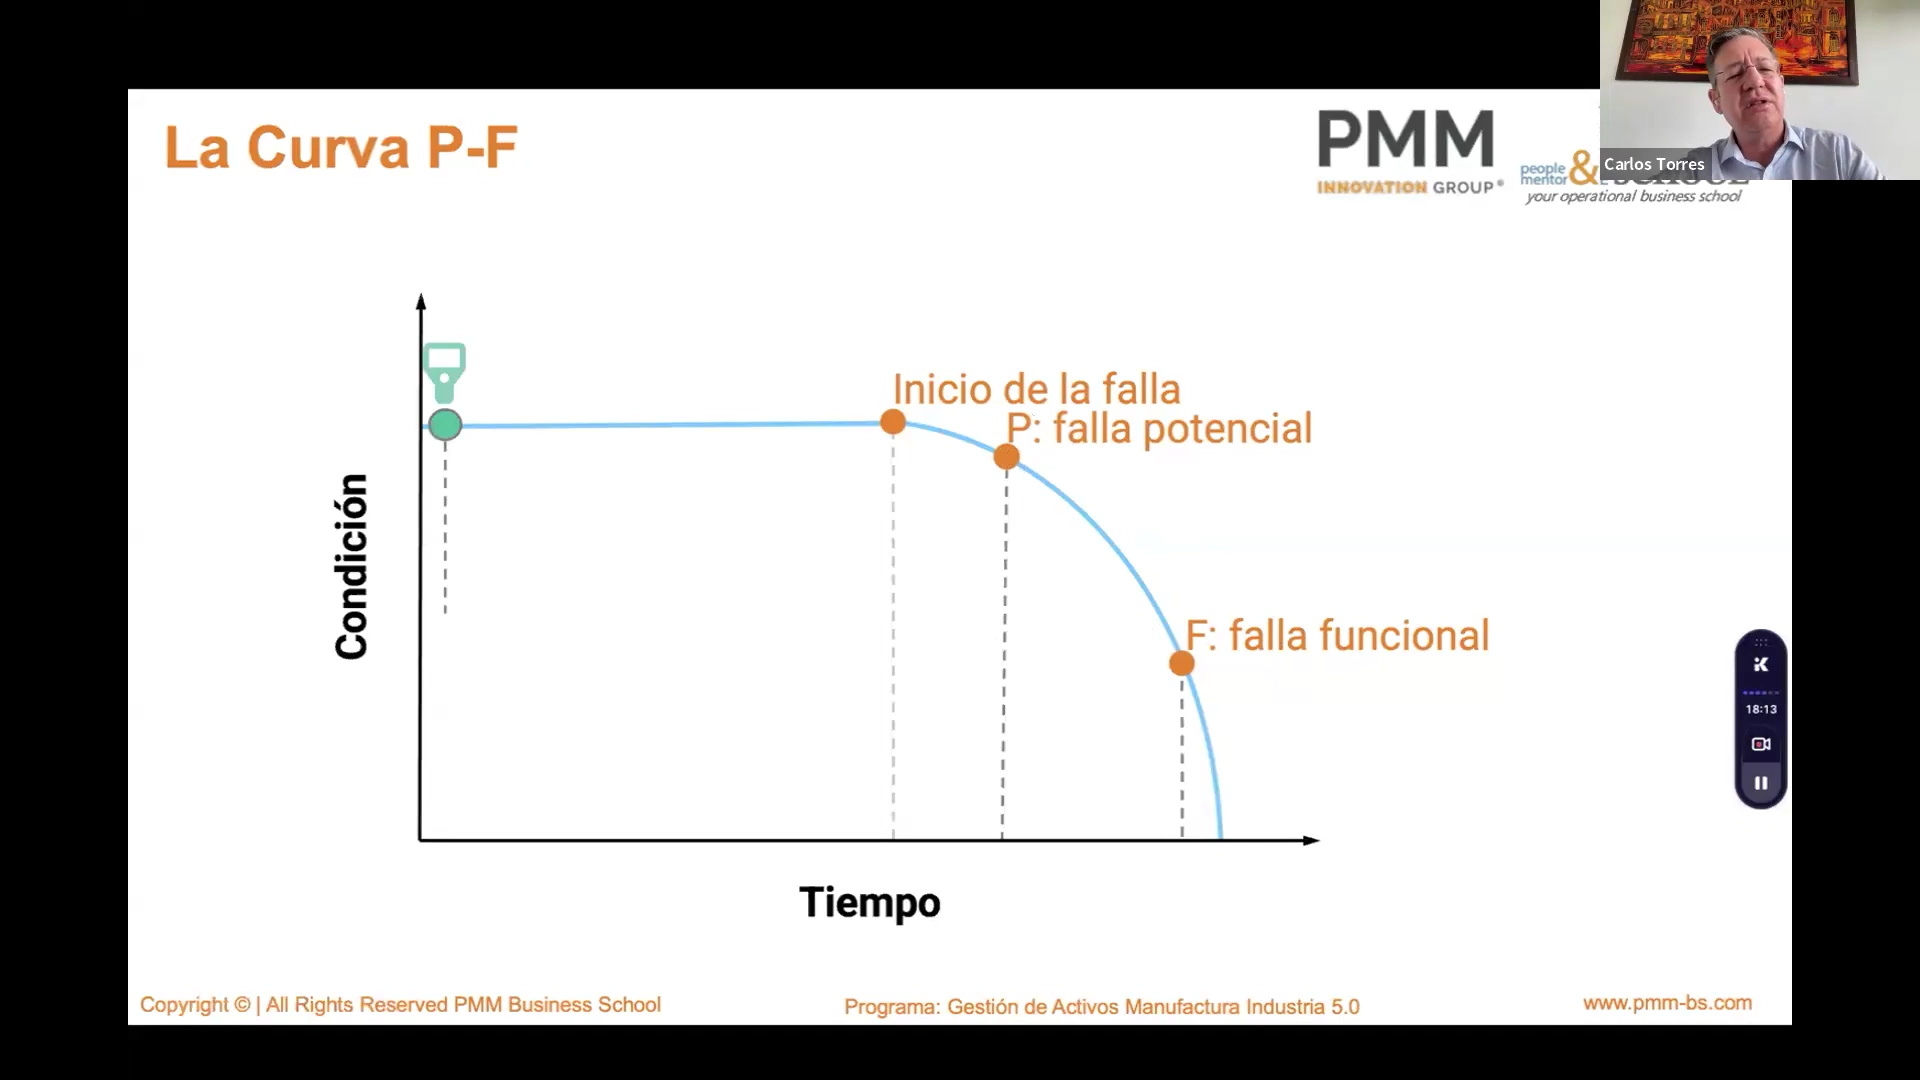 La Curva P-F
PMM
INNOVATION GROUP®
people
mentor &
your operational business school
Carlos Torres
Inicio de la falla
P: falla potencial
F: falla funcional
Condición
Tiempo
18:13
Copyright © | All Rights Reserved PMM Business School
Programa: Gestión de Activos Manufactura Industria 5.0
www.pmm-bs.com